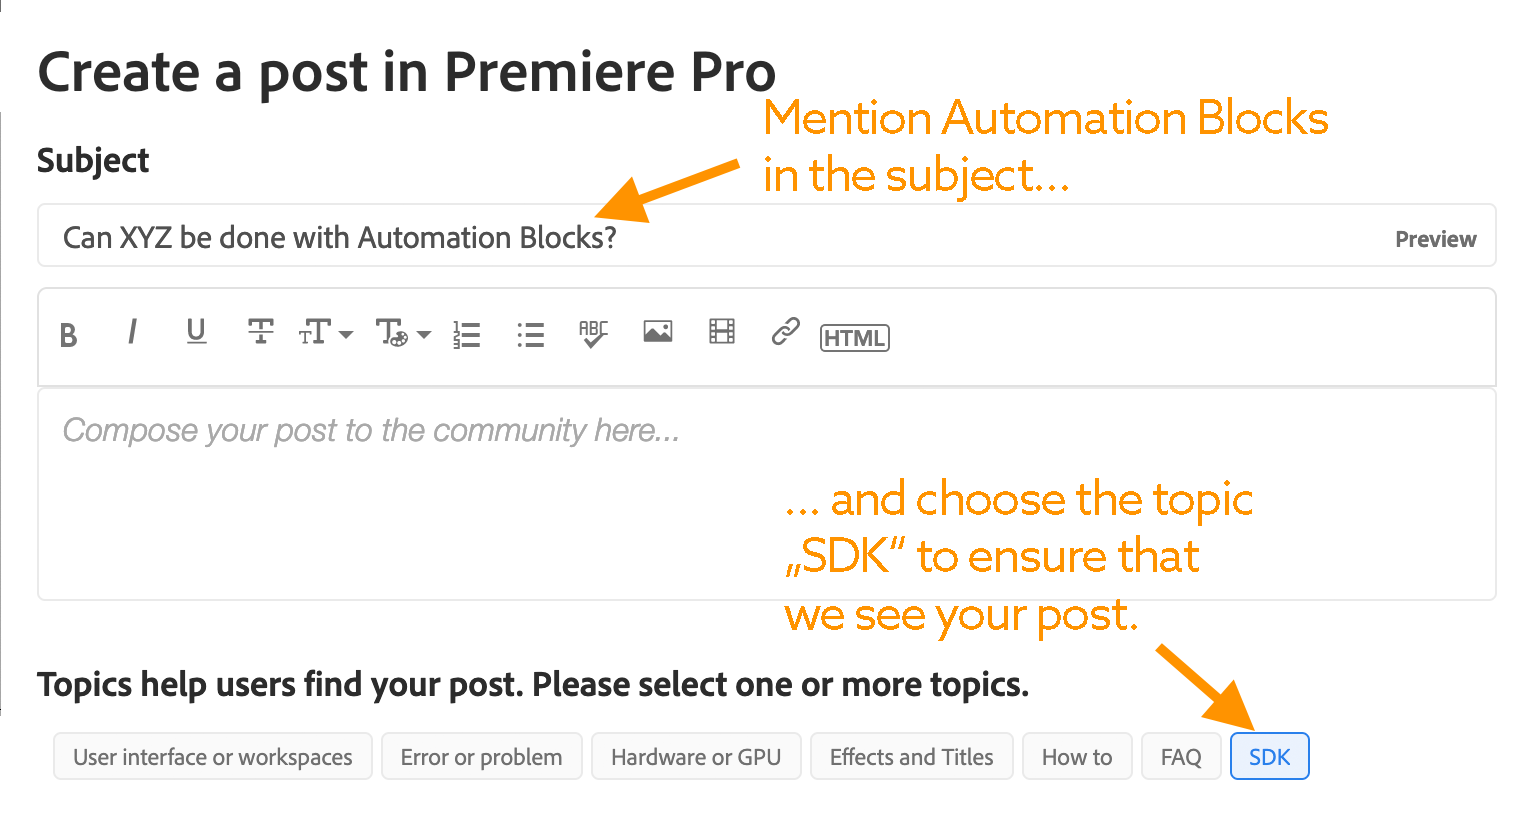 Create a post in Premiere Pro
Mention Automation Blocks
in the subject...
Subject
Can XYZ be done with Automation Blocks?
Preview
B I U T TT T ABC HTML
Compose your post to the community here...
... and choose the topic
„SDK“ to ensure that
we see your post.
Topics help users find your post. Please select one or more topics.
User interface or workspaces Error or problem Hardware or GPU Effects and Titles How to FAQ SDK